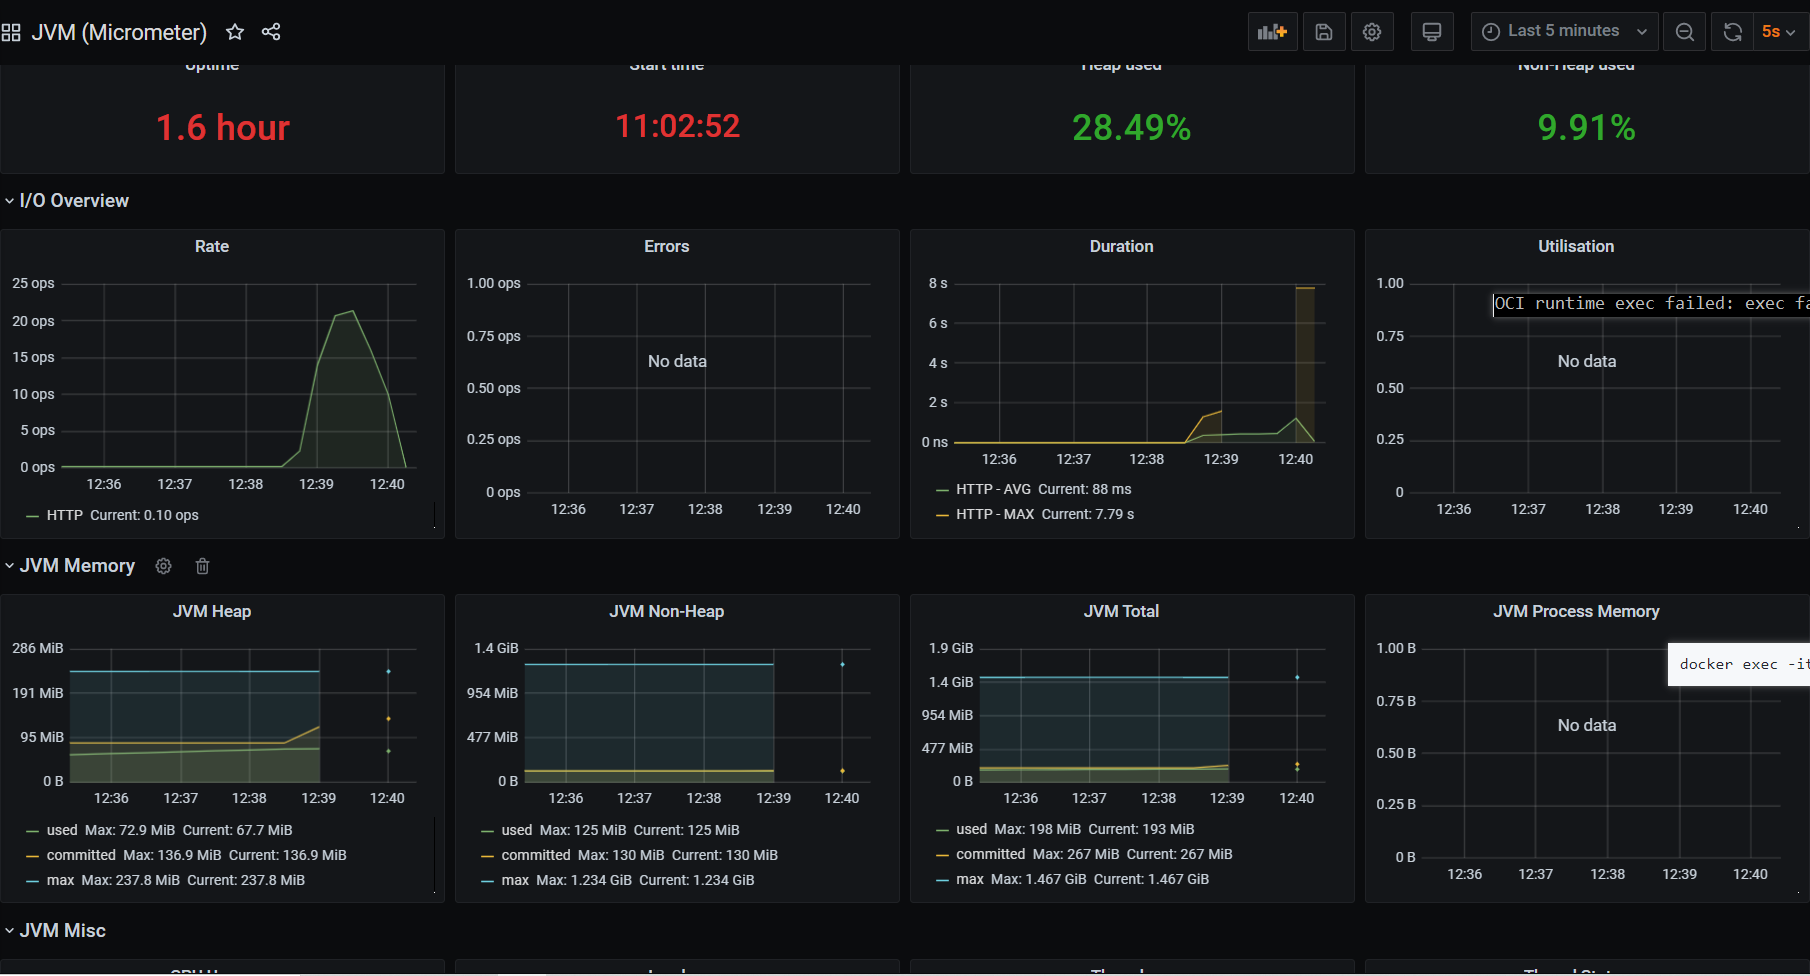 JVM (Micrometer)
Last 5 minutes
5s
Uptime
Start time
Heap used
Non-Heap used
1.6 hour
11:02:52
28.49%
9.91%
I/O Overview
Rate
25 ops
20 ops
15 ops
10 ops
5 ops
0 ops
12:36 12:37 12:38 12:39 12:40
HTTP Current: 0.10 ops
Errors
1.00 ops
0.75 ops
0.50 ops
0.25 ops
0 ops
No data
12:36 12:37 12:38 12:39 12:40
Duration
8 s
6 s
4 s
2 s
0 ns
12:36 12:37 12:38 12:39 12:40
HTTP - AVG Current: 88 ms
HTTP - MAX Current: 7.79 s
Utilisation
1.00
0.75
0.50
0.25
0
OCI runtime exec failed: exec fa
No data
12:36 12:37 12:38 12:39 12:40
JVM Memory
JVM Heap
286 MiB
191 MiB
95 MiB
0 B
12:36 12:37 12:38 12:39 12:40
used Max: 72.9 MiB Current: 67.7 MiB
committed Max: 136.9 MiB Current: 136.9 MiB
max Max: 237.8 MiB Current: 237.8 MiB
JVM Non-Heap
1.4 GiB
954 MiB
477 MiB
0 B
12:36 12:37 12:38 12:39 12:40
used Max: 125 MiB Current: 125 MiB
committed Max: 130 MiB Current: 130 MiB
max Max: 1.234 GiB Current: 1.234 GiB
JVM Total
1.9 GiB
1.4 GiB
954 MiB
477 MiB
0 B
12:36 12:37 12:38 12:39 12:40
used Max: 198 MiB Current: 193 MiB
committed Max: 267 MiB Current: 267 MiB
max Max: 1.467 GiB Current: 1.467 GiB
JVM Process Memory
1.00 B
0.75 B
0.50 B
0.25 B
0 B
docker exec -it
No data
12:36 12:37 12:38 12:39 12:40
JVM Misc